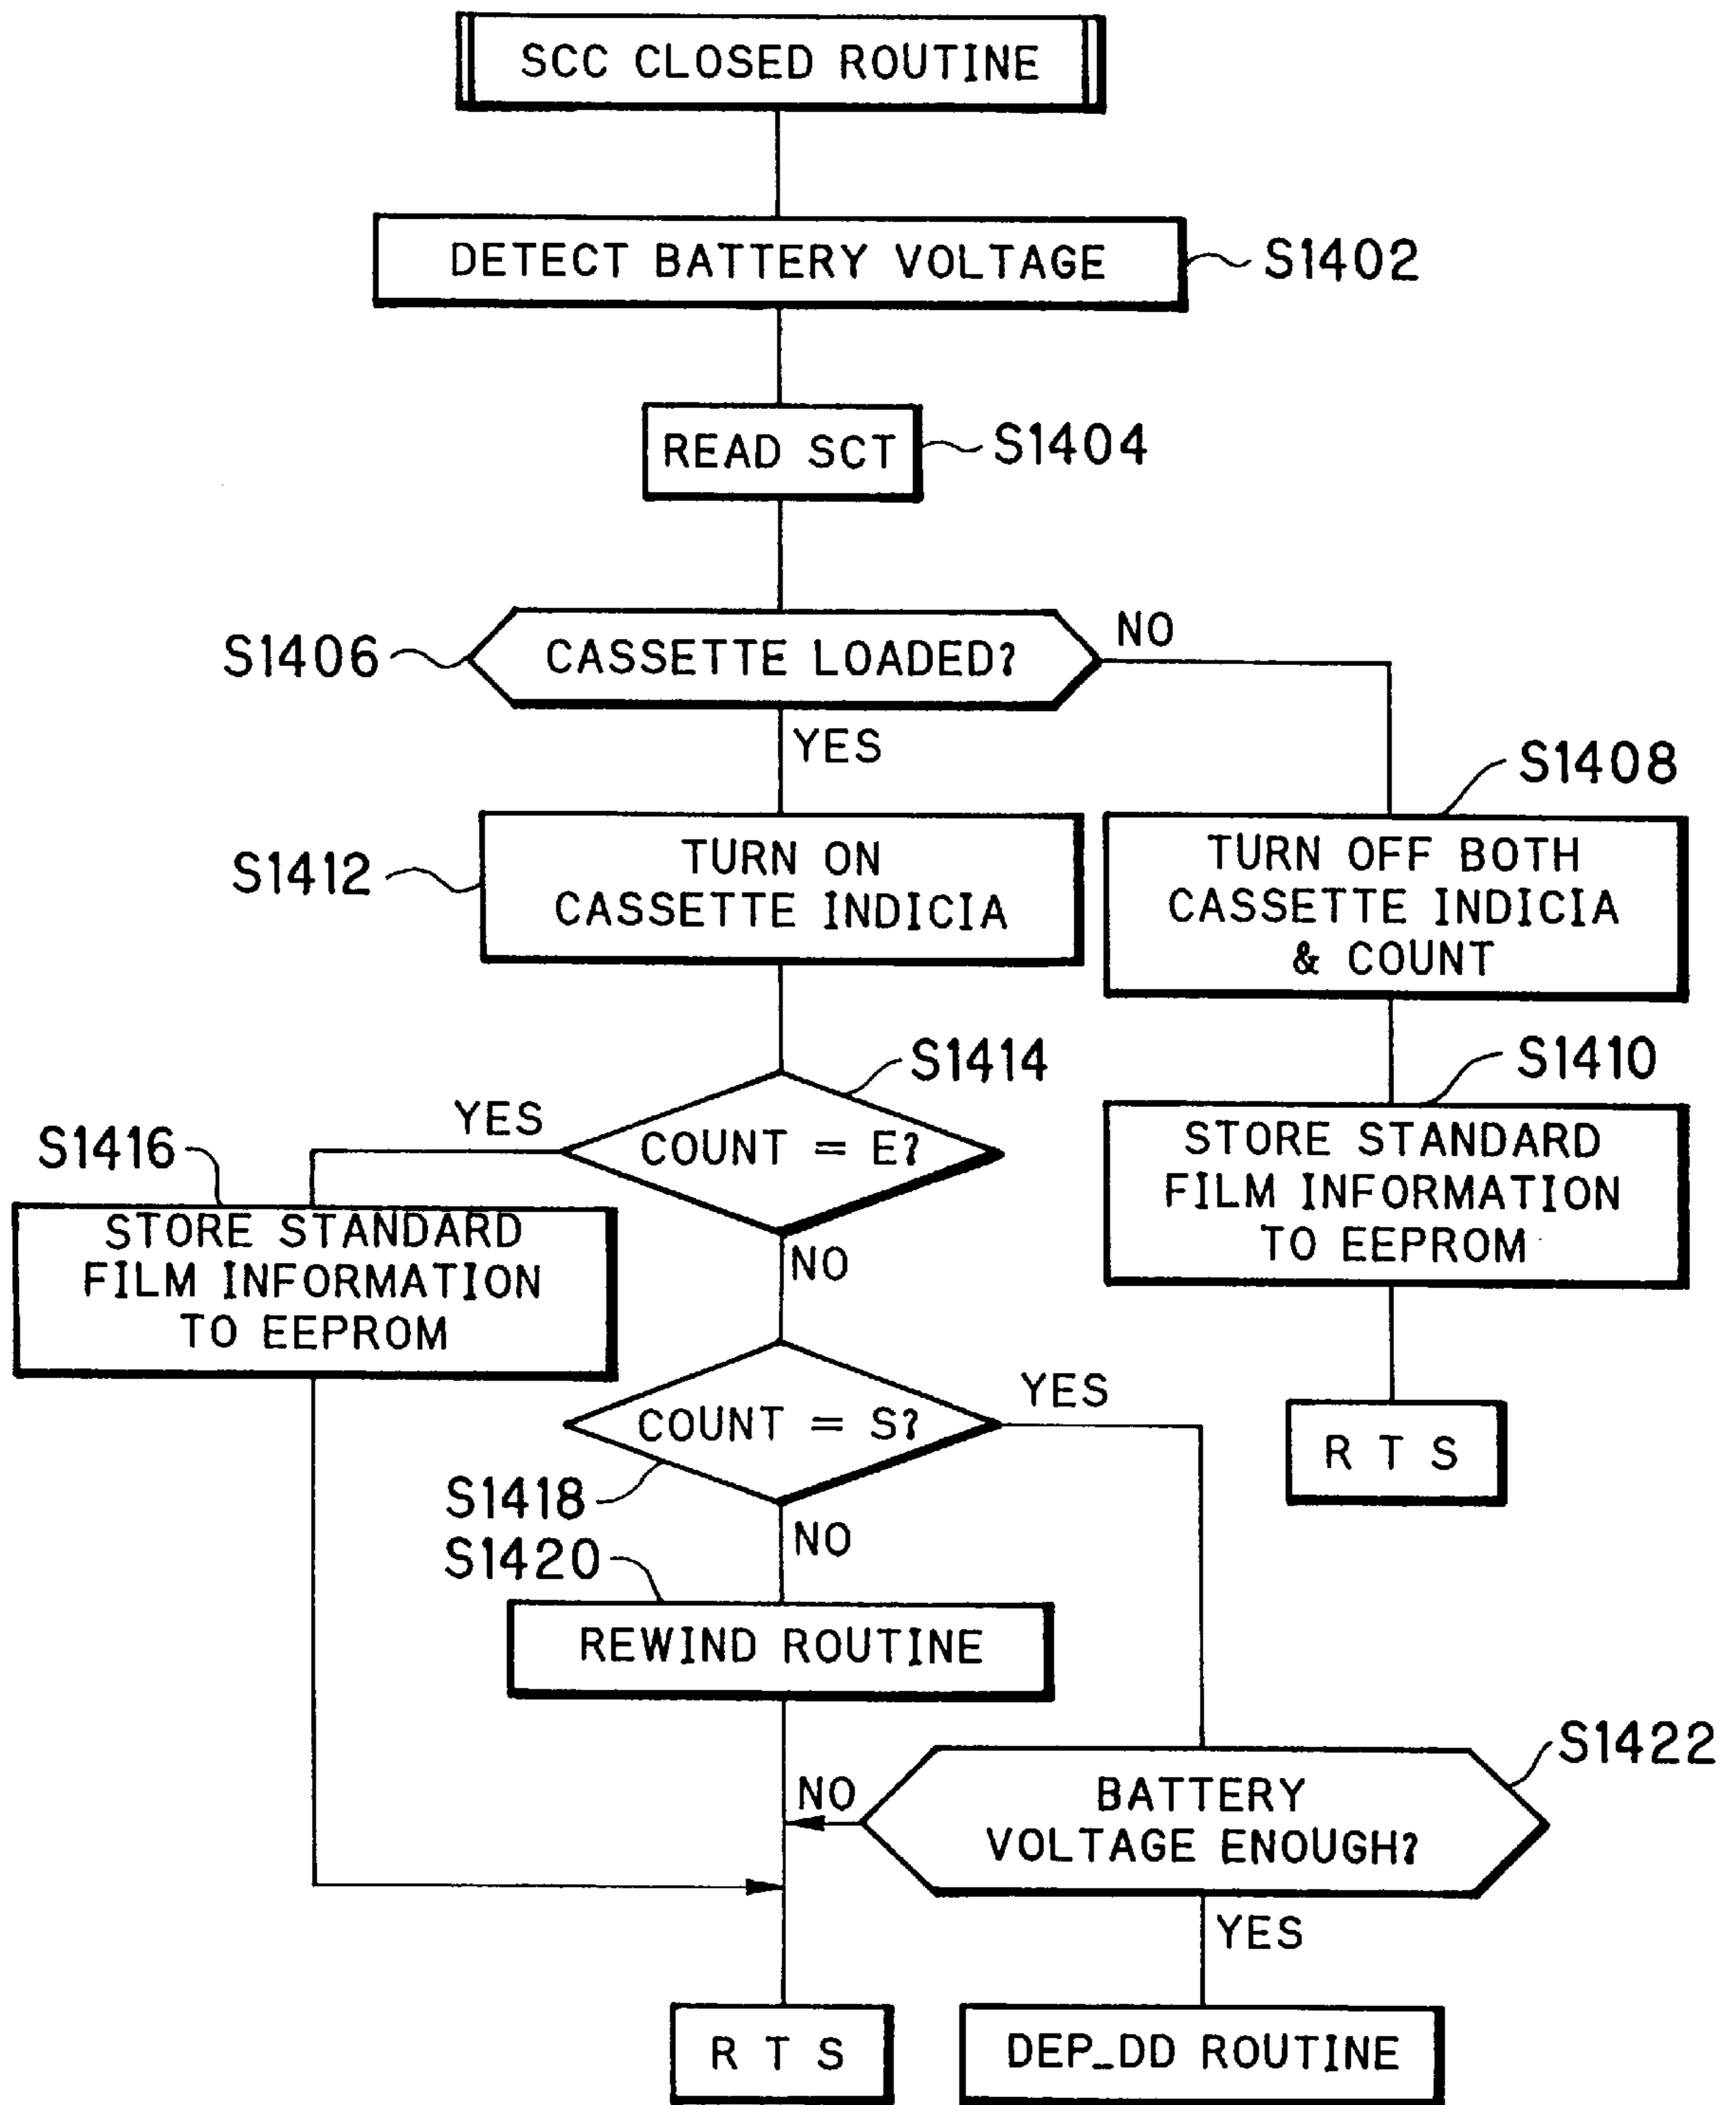 SCC CLOSED ROUTINE
DETECT BATTERY VOLTAGE
S1402
READ SCT
S1404
S1406
CASSETTE LOADED?
NO
YES
S1408
S1412
TURN ON
CASSETTE INDICIA
TURN OFF BOTH
CASSETTE INDICIA
& COUNT
S1414
S1410
YES
S1416
COUNT = E?
STORE STANDARD
FILM INFORMATION
TO EEPROM
STORE STANDARD
FILM INFORMATION
TO EEPROM
NO
COUNT = S?
YES
R T S
S1418
NO
S1420
REWIND ROUTINE
S1422
NO
BATTERY
VOLTAGE ENOUGH?
YES
R T S
DEP_DD ROUTINE